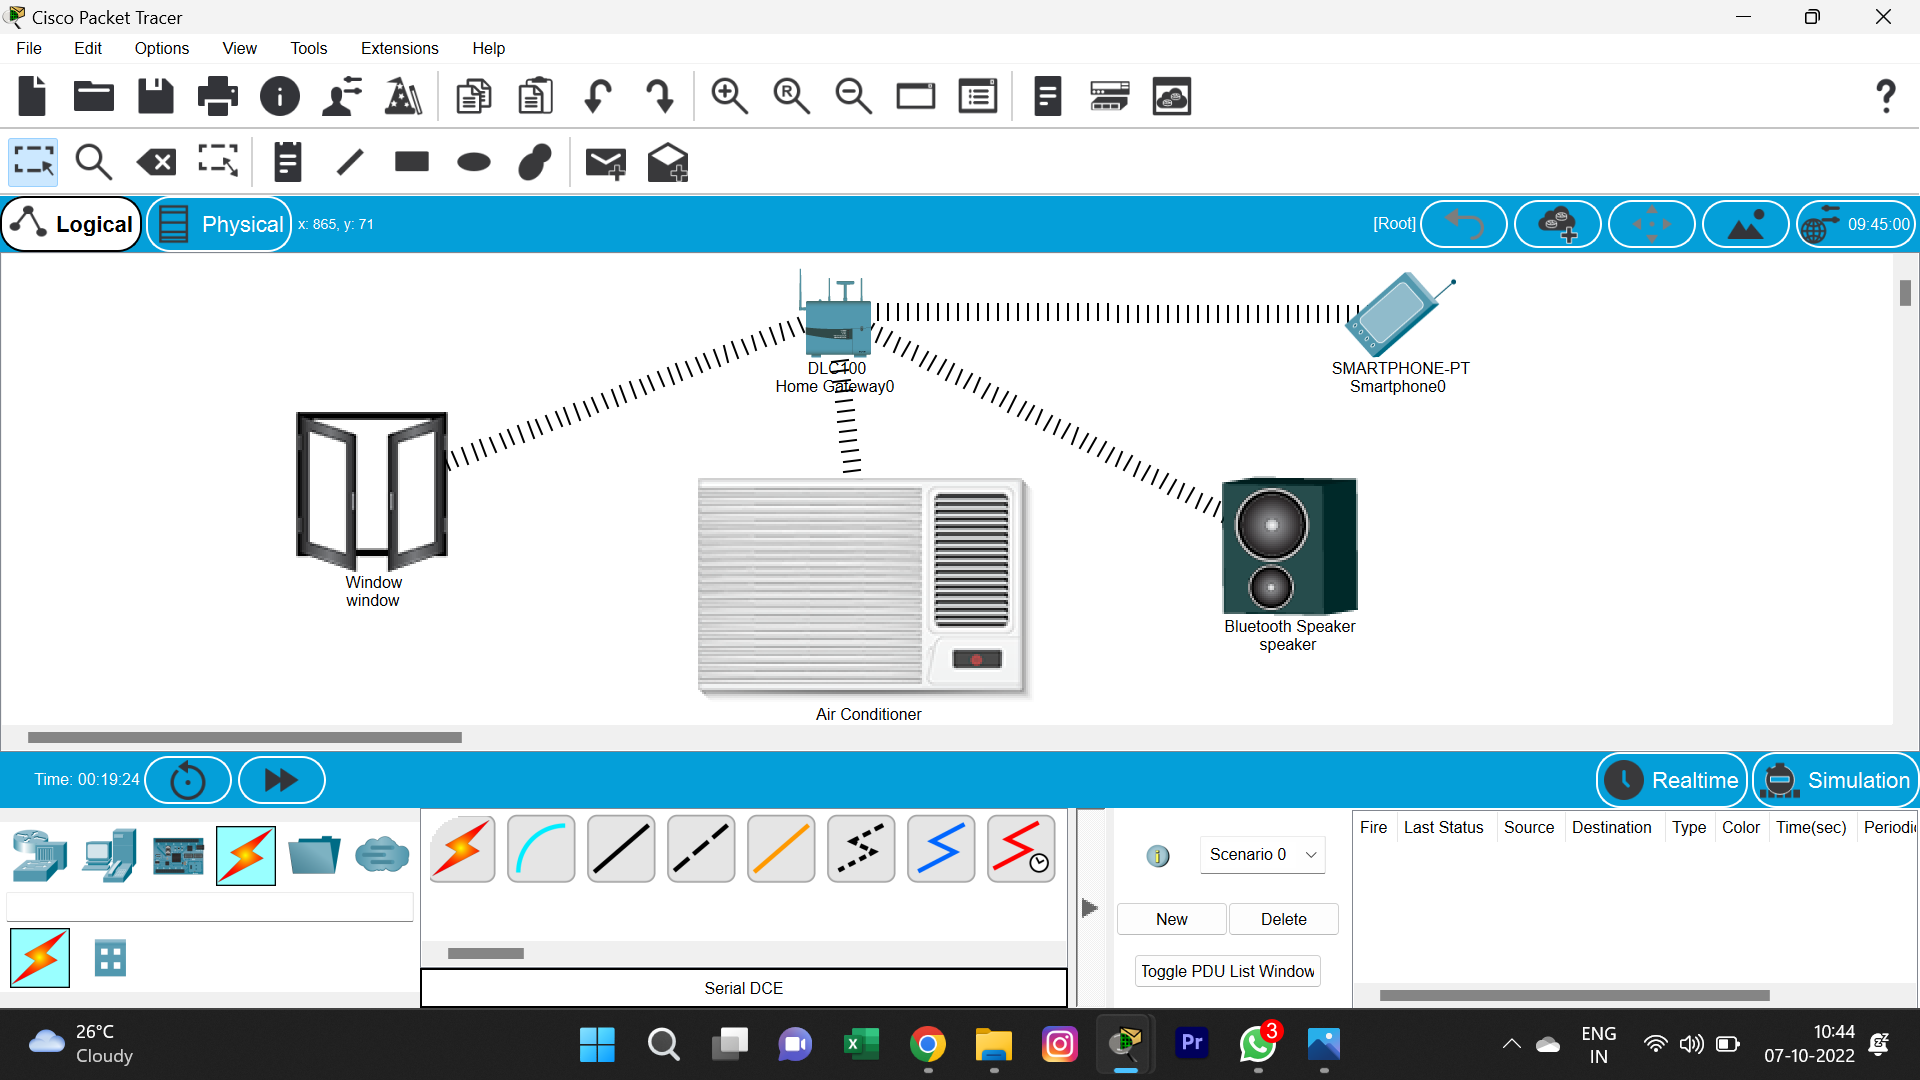 Cisco Packet Tracer
File Edit Options View Tools Extensions Help
R
?
Logical Physical x: 865, y: 71 [Root] 09:45:00
DLC100
Home Gateway0
SMARTPHONE-PT
Smartphone0
Window
window
Bluetooth Speaker
speaker
Air Conditioner
Time: 00:19:24 Realtime Simulation
Scenario 0
New Delete
Toggle PDU List Window
Fire Last Status Source Destination Type Color Time(sec) Periodi
Serial DCE
26°C
Cloudy
Pr
3
ENG
IN
10:44
07-10-2022